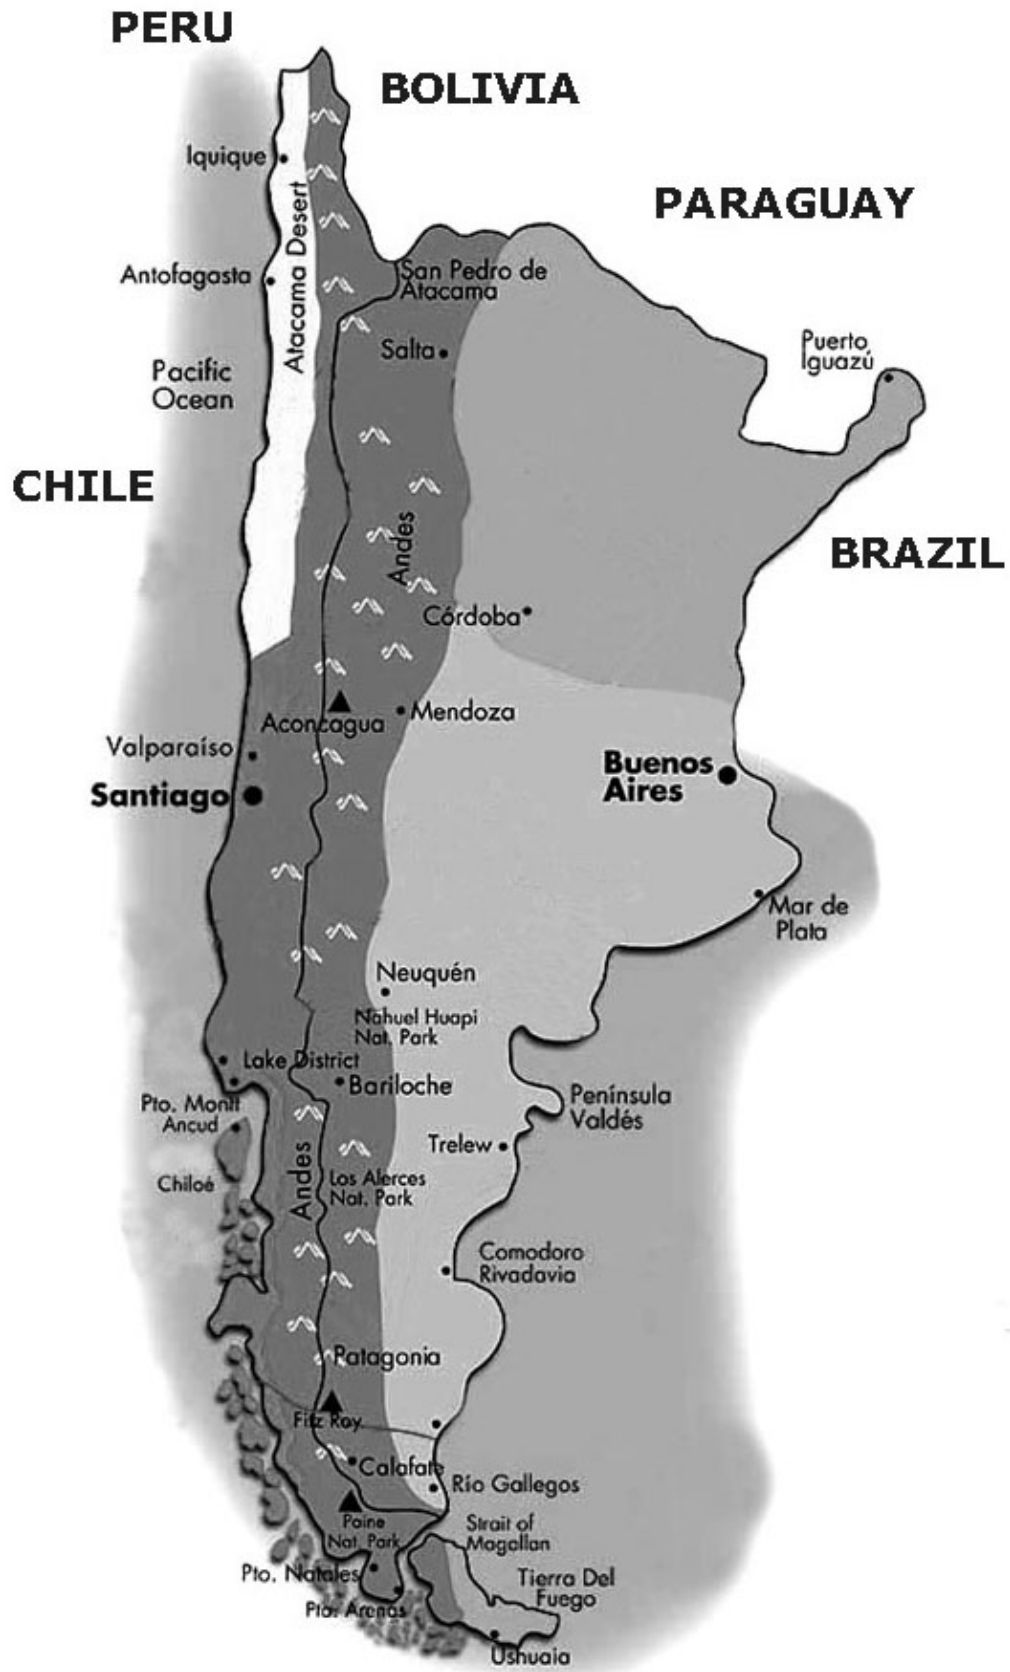 PERU
BOLIVIA
Iquique
PARAGUAY
Atacama Desert
Antofagasta
San Pedro de
Atacama
Salta
Puerto
Iguazú
Pacific
Ocean
CHILE
Andes
BRAZIL
Córdoba
Aconcagua
Mendoza
Valparaíso
Buenos
Aires
Santiago
Mar de
Plata
Neuquén
Nahuel Huapi
Nat. Park
Lake District
Bariloche
Pto. Montt
Ancud
Península
Valdés
Trelew
Andes
Chiloé
Los Alerces
Nat. Park
Comodoro
Rivadavia
Patagonia
Fitz Roy
Calafate
Río Gallegos
Paine
Nat. Park
Strait of
Magallan
Pto. Natales
Tierra Del
Fuego
Pto. Arenas
Ushuaia